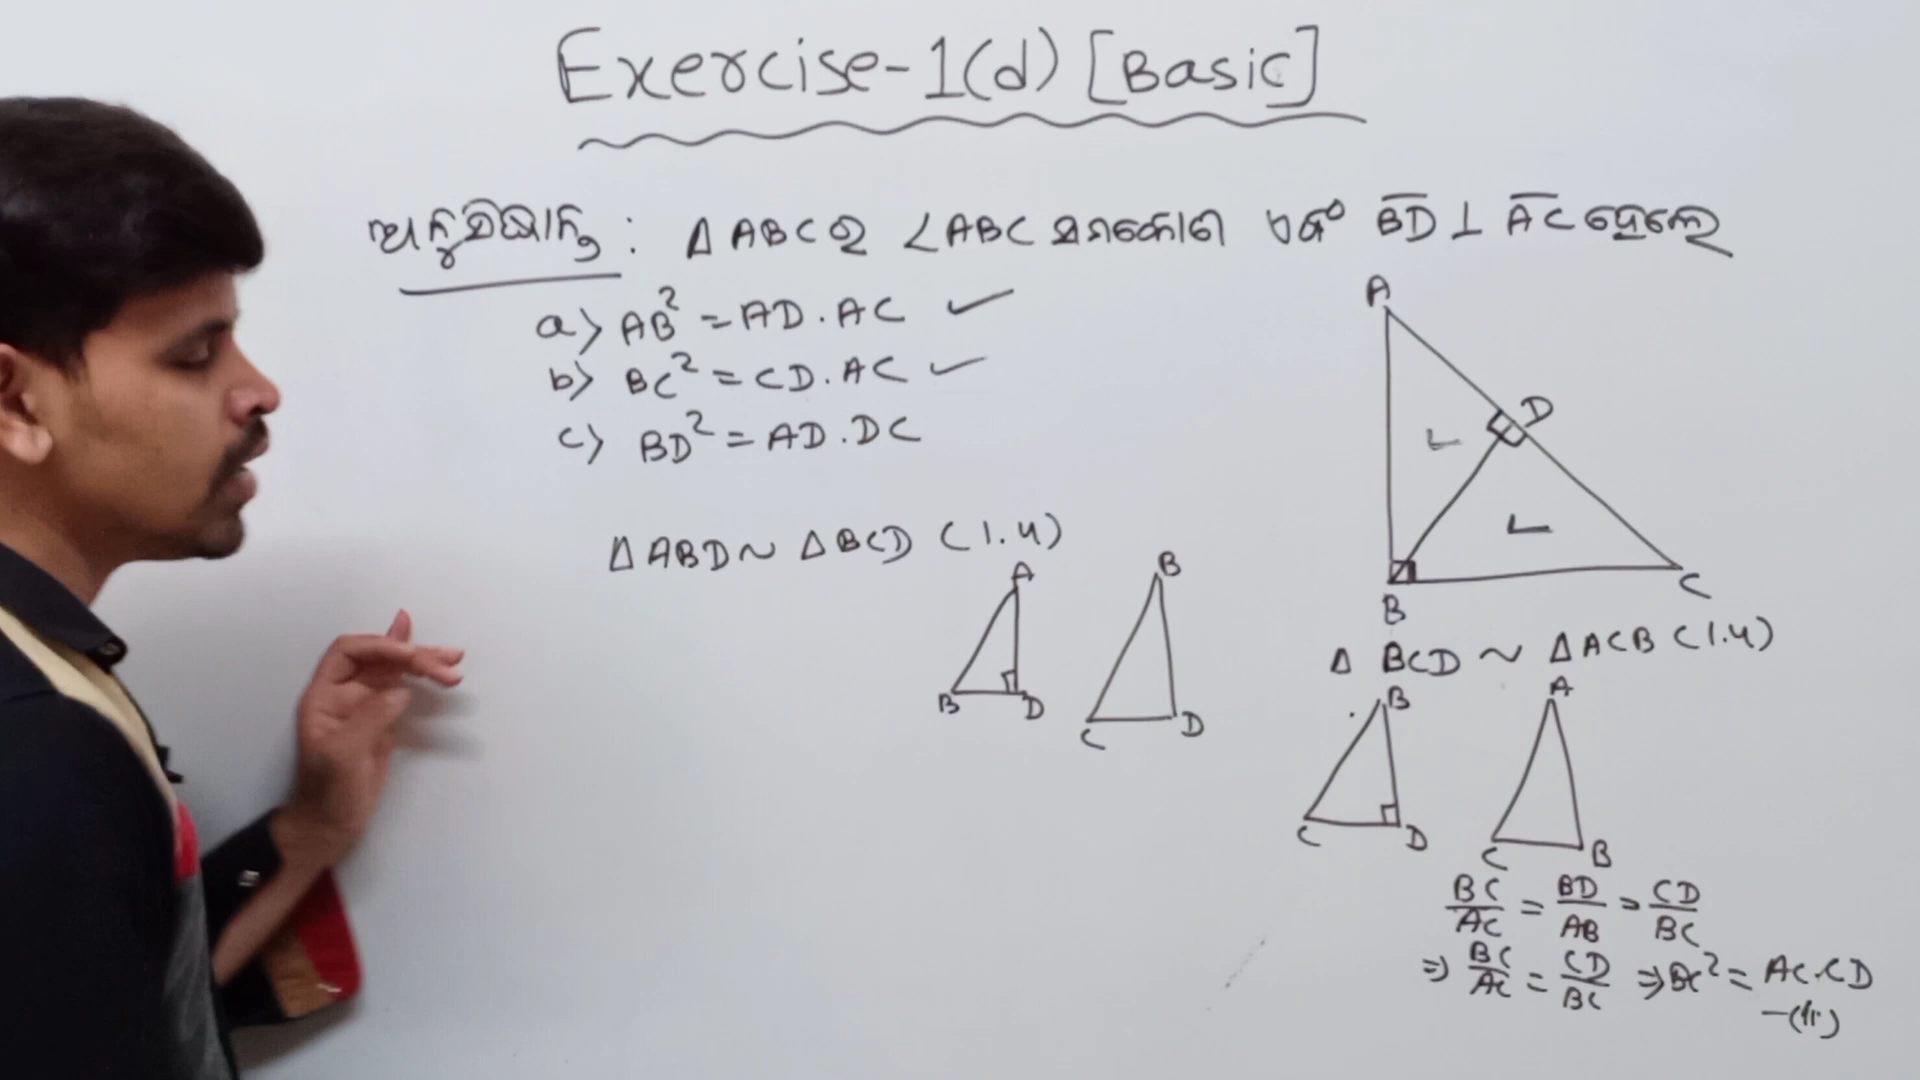 Exercise-1(d) [Basic]
ଅନୁସିଦ୍ଧାନ୍ତ : Δ ABC ର ∠ABC ସମକୋଣ ଏବଂ BD ⊥ AC ହେଲେ
a) AB² = AD . AC ✓
b) BC² = CD . AC ✓
c) BD² = AD . DC
A
D
B
C
Δ ABD ~ Δ BCD (1.4)
A
B D
B
C D
Δ BCD ~ Δ ACB (1.4)
B
C D
A
C B
BC/AC = BD/AB = CD/BC
⇒ BC/AC = CD/BC ⇒ BC² = AC.CD
—(ii)